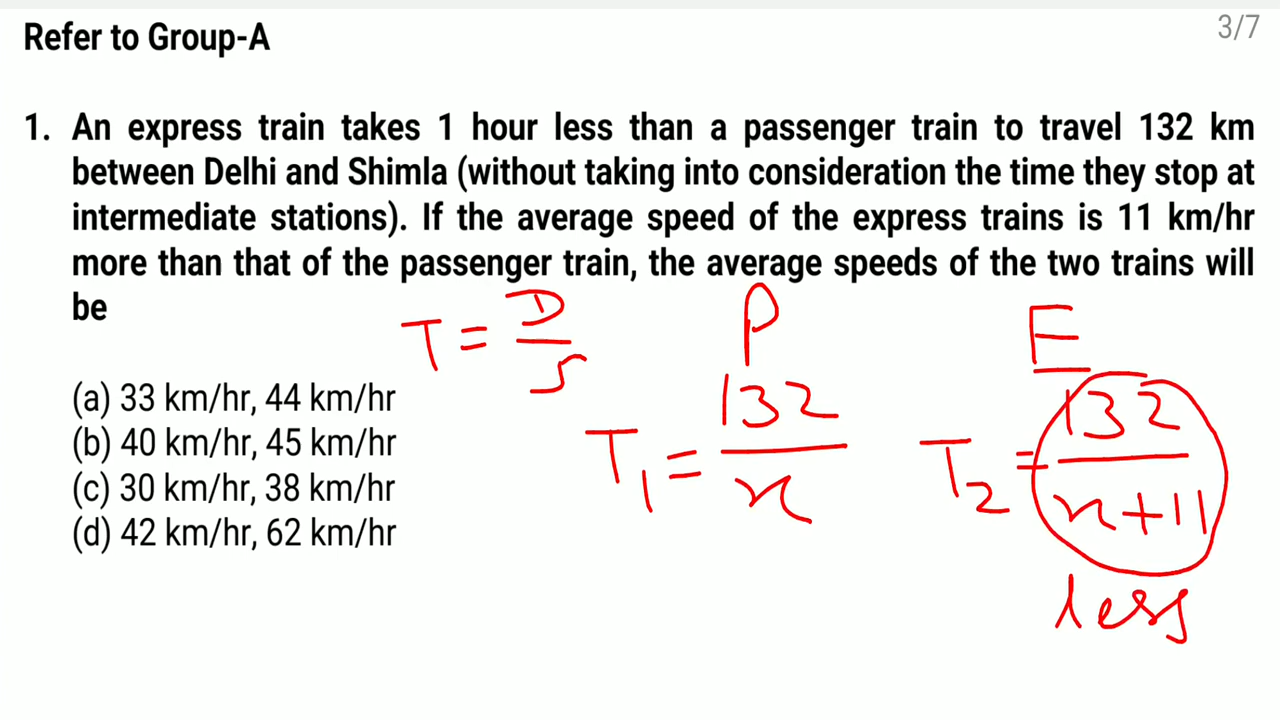 Refer to Group-A
3/7
1. An express train takes 1 hour less than a passenger train to travel 132 km
between Delhi and Shimla (without taking into consideration the time they stop at
intermediate stations). If the average speed of the express trains is 11 km/hr
more than that of the passenger train, the average speeds of the two trains will
be
(a) 33 km/hr, 44 km/hr
(b) 40 km/hr, 45 km/hr
(c) 30 km/hr, 38 km/hr
(d) 42 km/hr, 62 km/hr
T = D/S
P
T1 = 132/x
E
T2 = 132/x+11
less